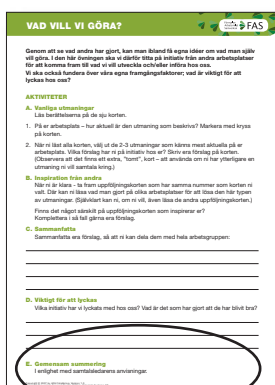 VAD VILL VI GÖRA?
FAS
Genom att se vad andra har gjort, kan man ibland få egna idéer om vad man själv
vill göra. I den här övningen ska vi därför titta på initiativ från andra arbetsplatser
för att komma fram till vad vi vill utveckla och/eller införa hos oss.
Vi ska också fundera över våra egna framgångsfaktorer; vad är viktigt för att
lyckas hos oss?
AKTIVITETER
A. Vanliga utmaningar
Läs berättelserna på de sju korten.
1. På er arbetsplats – hur aktuell är den utmaning som beskrivs? Markera med kryss
på korten.
2. När ni läst alla korten, välj ut de 2-3 utmaningar som känns mest aktuella på er
arbetsplats. Vilka förslag har ni på initiativ hos er? Skriv era förslag på korten.
(Observera att det finns ett extra, "tomt", kort – att använda om ni har ytterligare en
utmaning ni vill samtala kring.)
B. Inspiration från andra
När ni är klara - ta fram uppföljningskorten som har samma nummer som korten ni
valt. Där kan ni läsa vad man gjort på olika arbetsplatser för att lösa den här typen
av utmaningar. (Självklart kan ni, om ni vill, även läsa de andra uppföljningskorten.)
Finns det något särskilt på uppföljningskorten som inspirerar er?
Komplettera i så fall gärna era förslag.
C. Sammanfatta
Sammanfatta era förslag, så att ni kan dela dem med hela arbetsgruppen:
D. Viktigt för att lyckas
Vilka initiativ har vi lyckats med hos oss? Vad är det som har gjort att de har blivit bra?
E. Gemensam summering
I enlighet med samtalsledarens anvisningar.